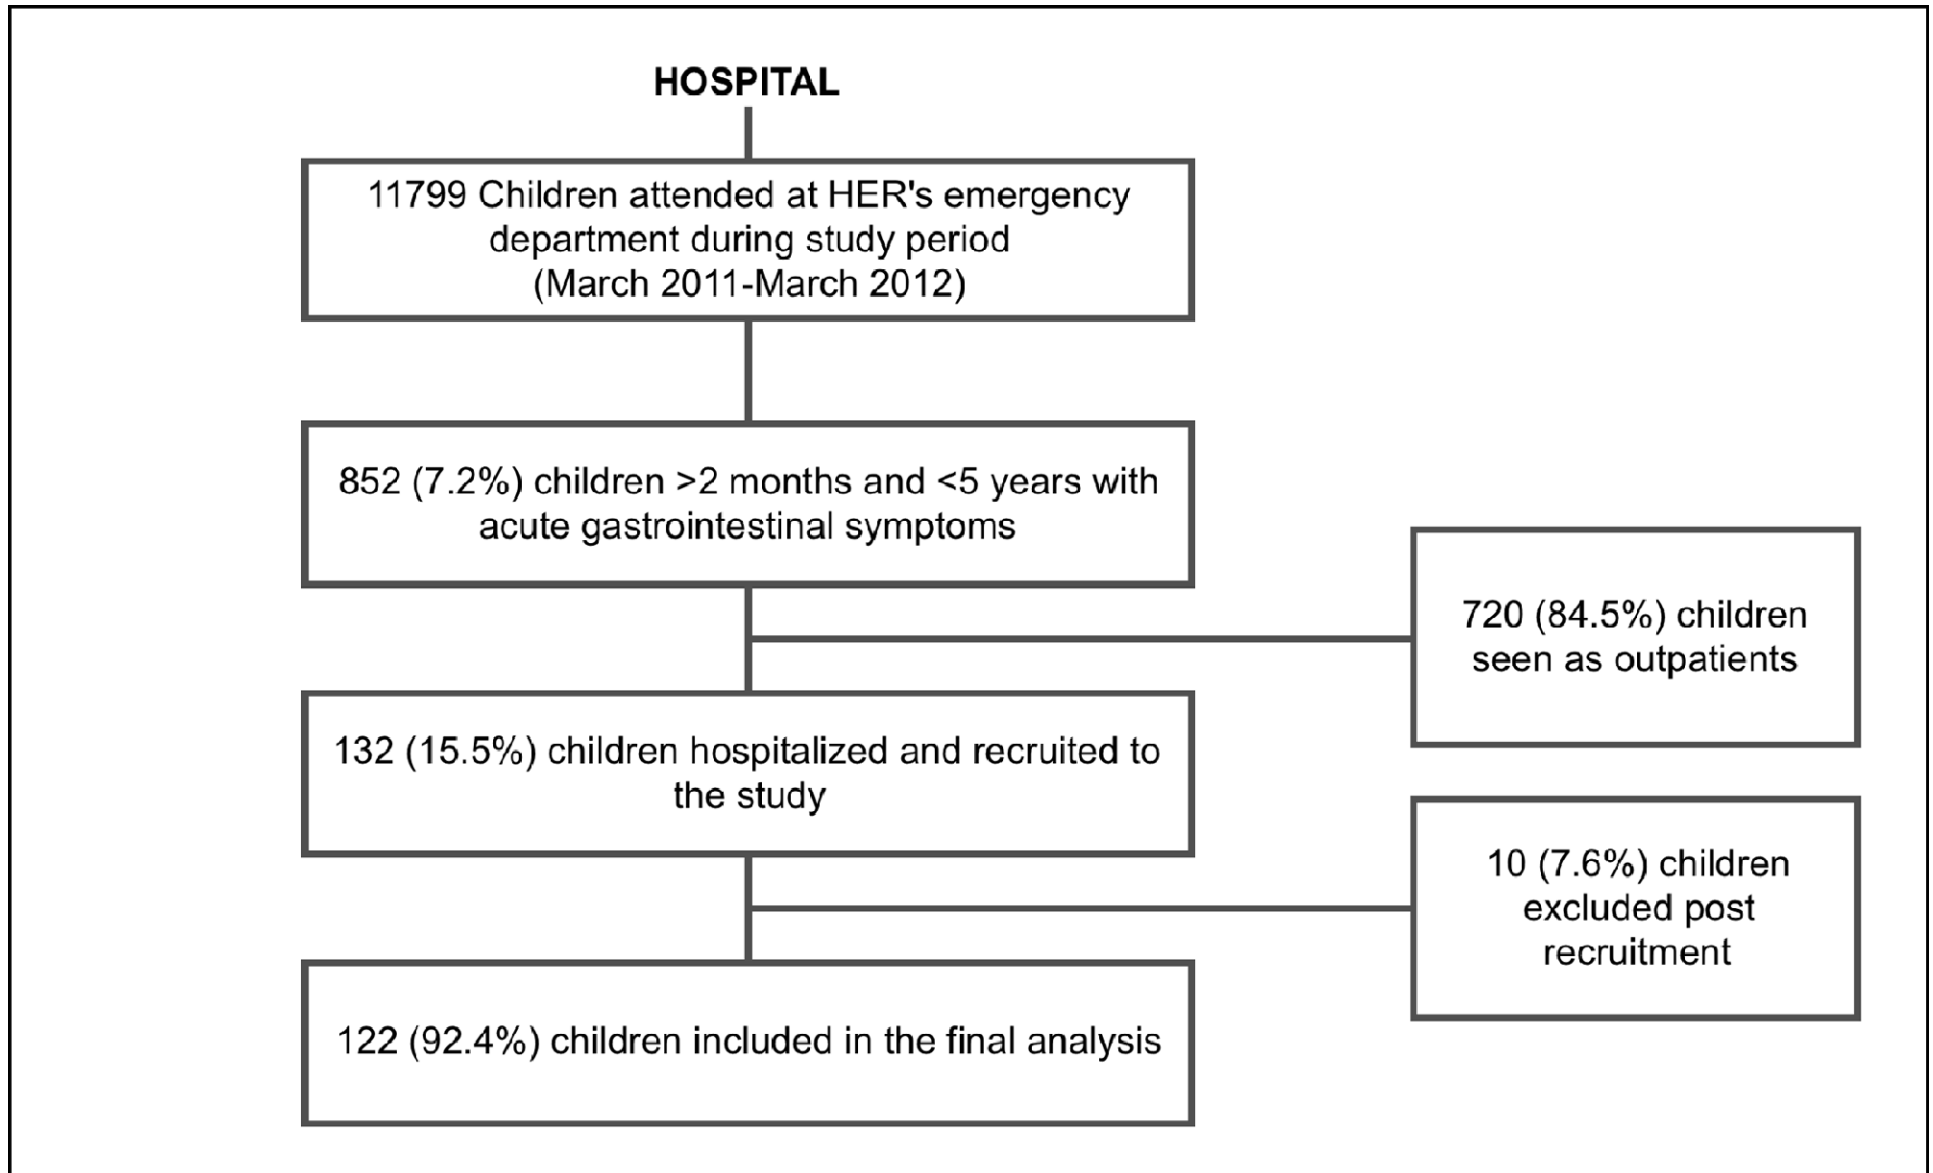 HOSPITAL
11799 Children attended at HER's emergency
department during study period
(March 2011-March 2012)
852 (7.2%) children >2 months and <5 years with
acute gastrointestinal symptoms
720 (84.5%) children
seen as outpatients
132 (15.5%) children hospitalized and recruited to
the study
10 (7.6%) children
excluded post
recruitment
122 (92.4%) children included in the final analysis